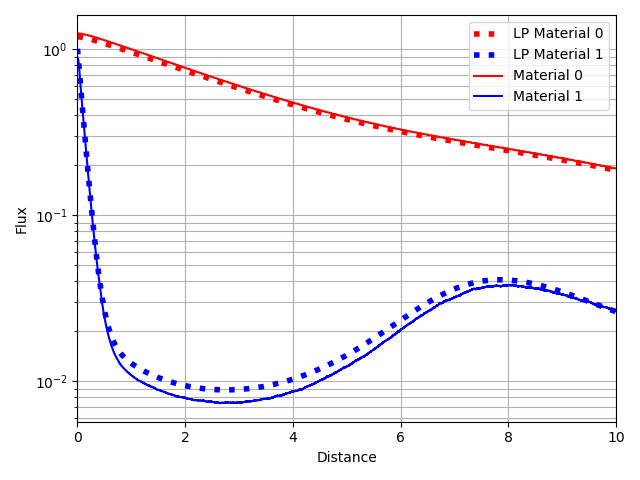 LP Material 0
LP Material 1
Material 0
Material 1
10⁰
10⁻¹
10⁻²
Flux
0 2 4 6 8 10
Distance